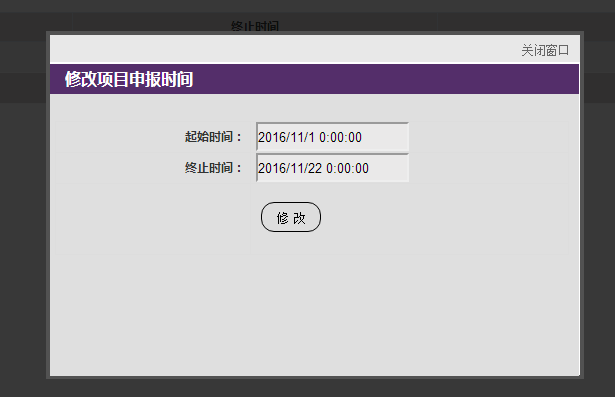 终止时间
关闭窗口
修改项目申报时间
起始时间： 2016/11/1 0:00:00
终止时间： 2016/11/22 0:00:00
修 改